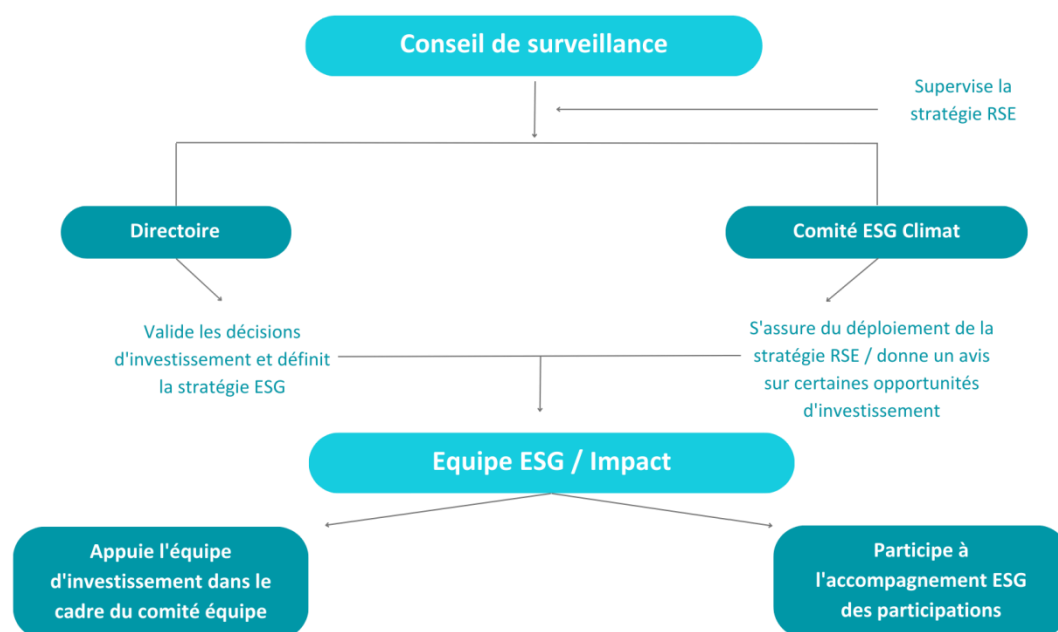 Conseil de surveillance
Supervise la
stratégie RSE
Directoire
Comité ESG Climat
Valide les décisions
d'investissement et définit
la stratégie ESG
S'assure du déploiement de la
stratégie RSE / donne un avis
sur certaines opportunités
d'investissement
Equipe ESG / Impact
Appuie l'équipe
d'investissement dans le
cadre du comité équipe
Participe à
l'accompagnement ESG
des participations